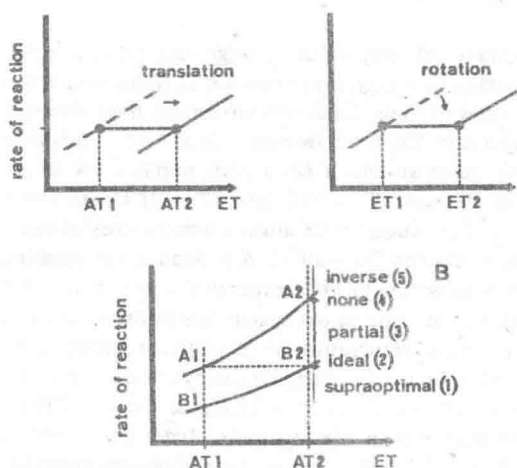 rate of reaction
translation
AT1 AT2 ET
rotation
ET1 ET2 ET
rate of reaction
B
A2
inverse (5)
none (4)
partial (3)
A1
B2
ideal (2)
B1
supraoptimal (1)
AT1 AT2 ET